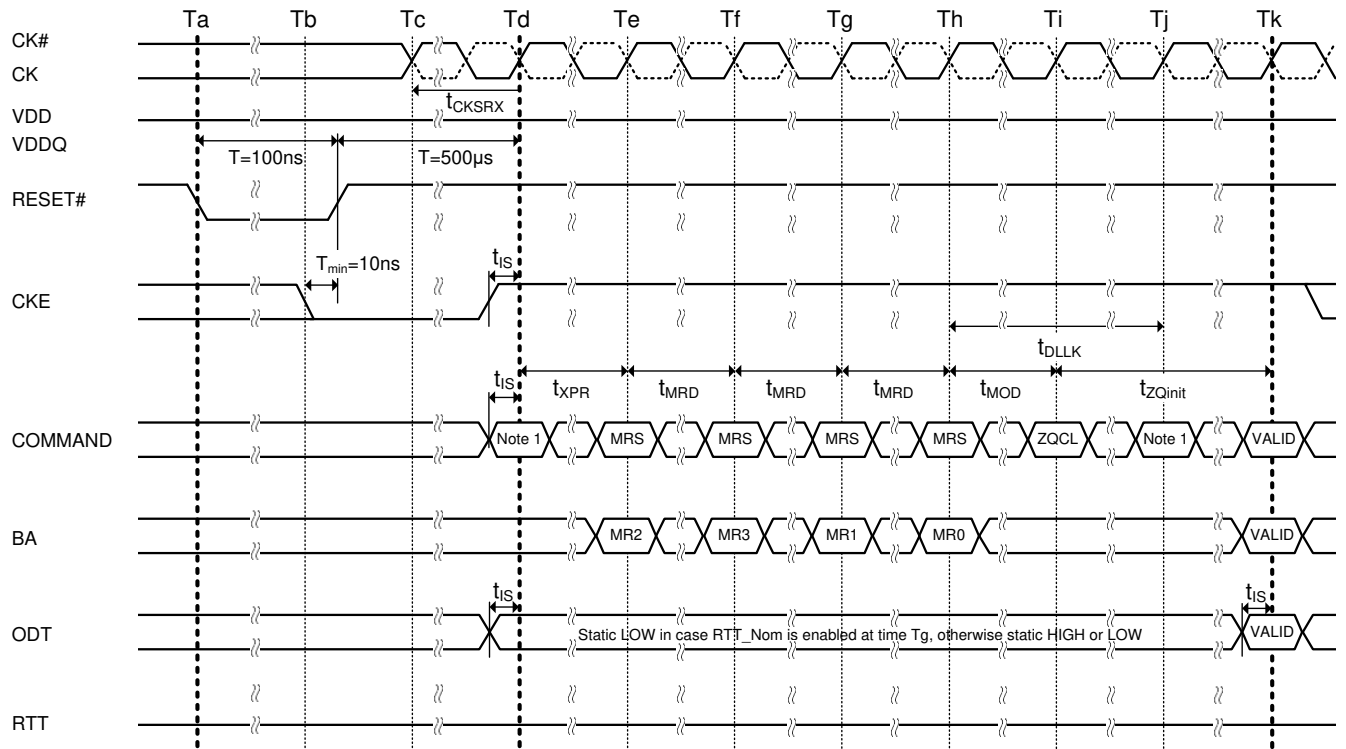 Ta Tb Tc Td Te Tf Tg Th Ti Tj Tk
CK#
CK
tCKSRX
VDD
VDDQ
T=100ns T=500µs
RESET#
Tmin=10ns tIS
CKE
tDLLK
tIS tXPR tMRD tMRD tMRD tMOD tZQinit
COMMAND Note 1 MRS MRS MRS MRS ZQCL Note 1 VALID
BA MR2 MR3 MR1 MR0 VALID
tIS tIS
ODT Static LOW in case RTT_Nom is enabled at time Tg, otherwise static HIGH or LOW VALID
RTT